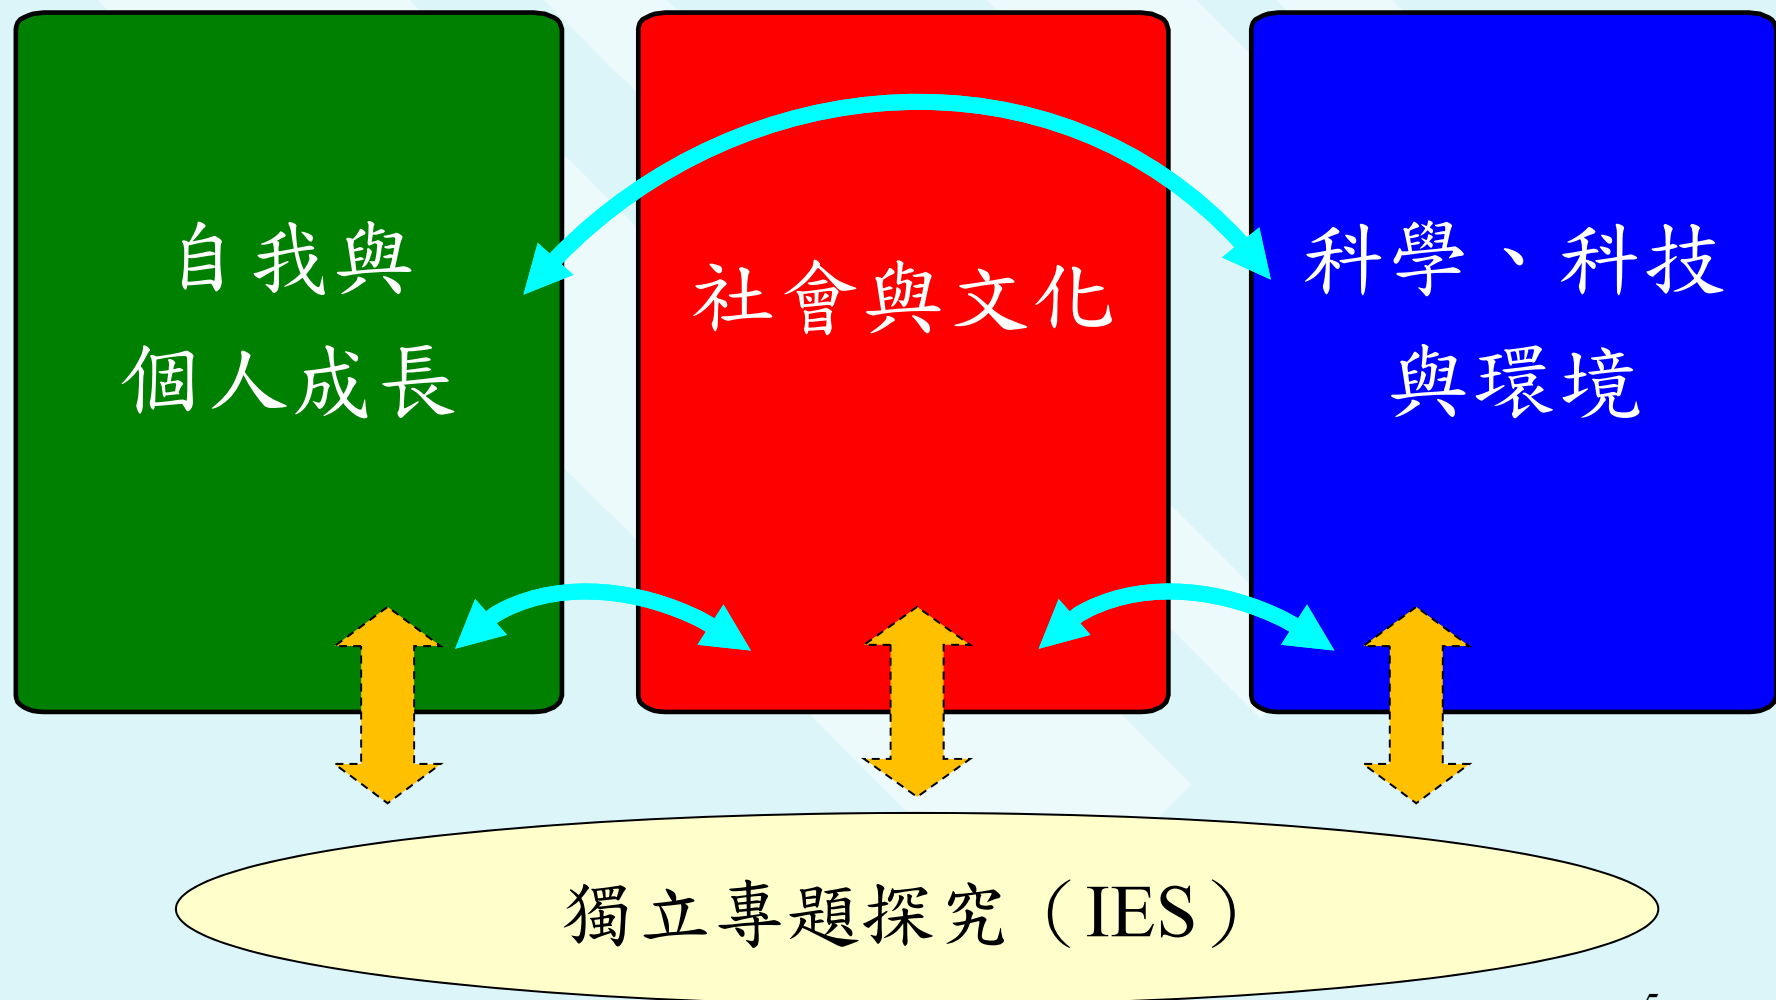 自我與
個人成長
社會與文化
科學、科技
與環境
獨立專題探究（IES）